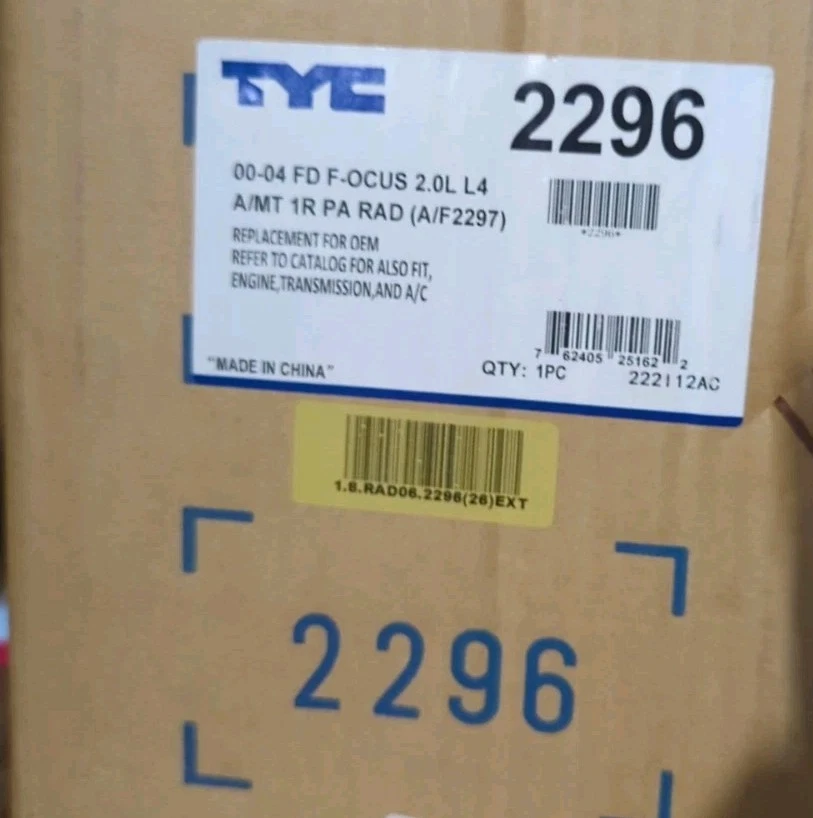 TYC
2296
00-04 FD F-OCUS 2.0L L4
A/MT 1R PA RAD (A/F2297)
*2296*
REPLACEMENT FOR OEM
REFER TO CATALOG FOR ALSO FIT,
ENGINE,TRANSMISSION,AND A/C
7 62405 25162 2
"MADE IN CHINA"
QTY: 1PC
222112AC
1.8.RAD06.2296(26)EXT
2296